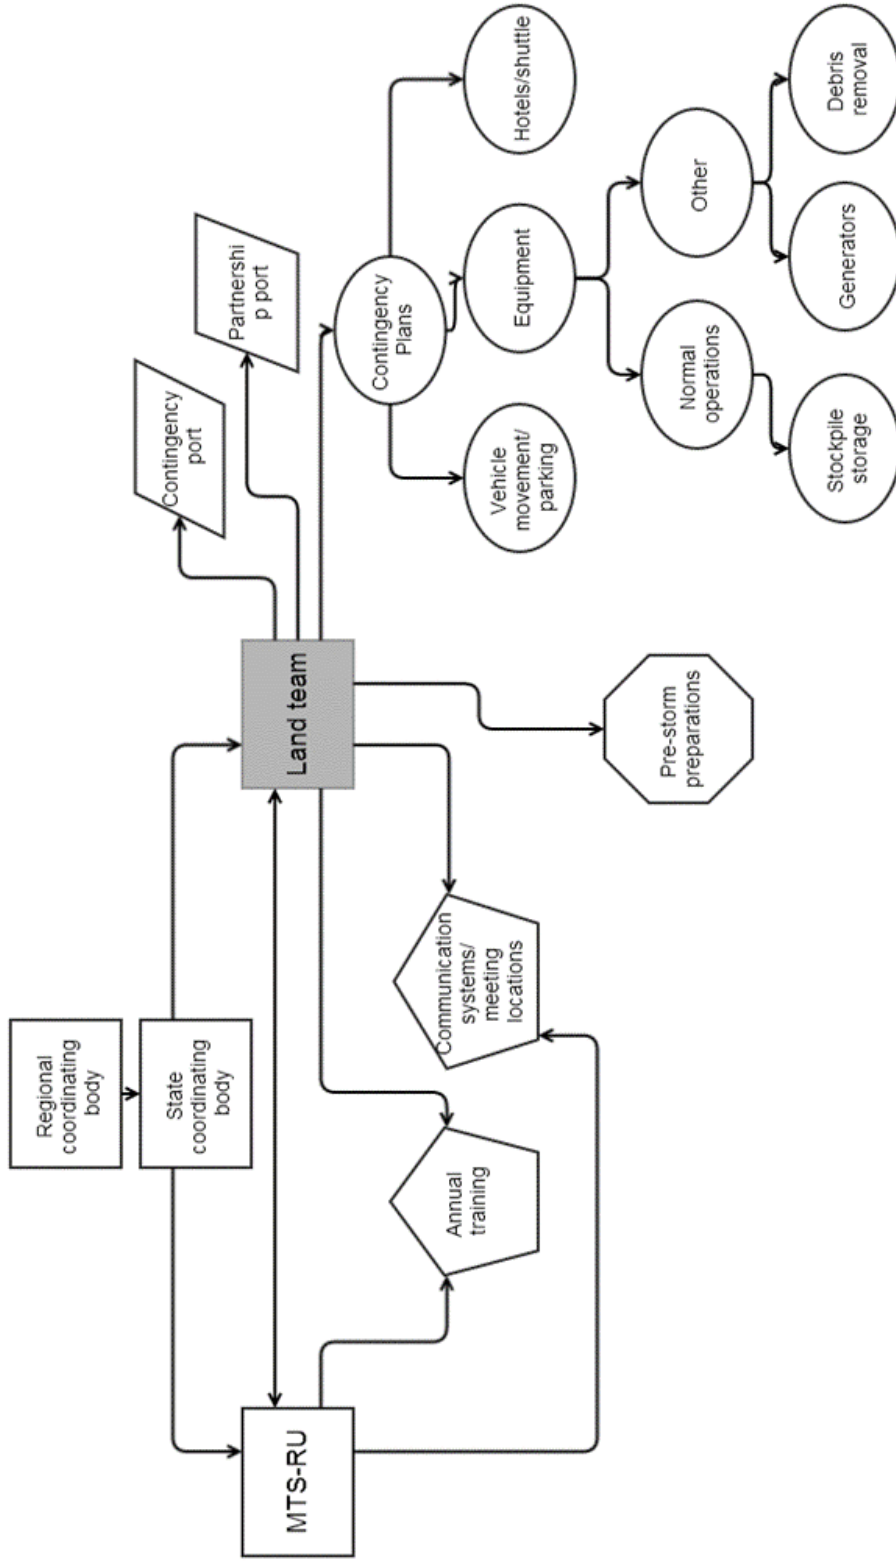 Regional
coordinating
body
State
coordinating
body
MTS-RU
Land team
Contingency
port
Partnershi
p port
Annual
training
Communication
systems/
meeting
locations
Pre-storm
preparations
Contingency
Plans
Vehicle
movement/
parking
Equipment
Hotels/shuttle
Normal
operations
Other
Stockpile
storage
Generators
Debris
removal